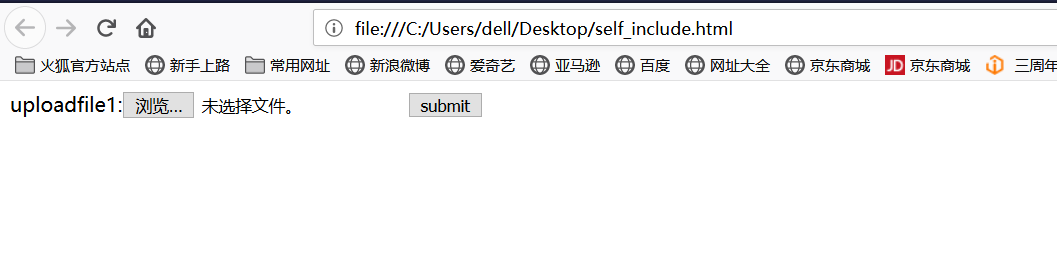 file:///C:/Users/dell/Desktop/self_include.html
火狐官方站点 新手上路 常用网址 新浪微博 爱奇艺 亚马逊 百度 网址大全 京东商城 JD 京东商城 三周年
uploadfile1: 浏览... 未选择文件。 submit